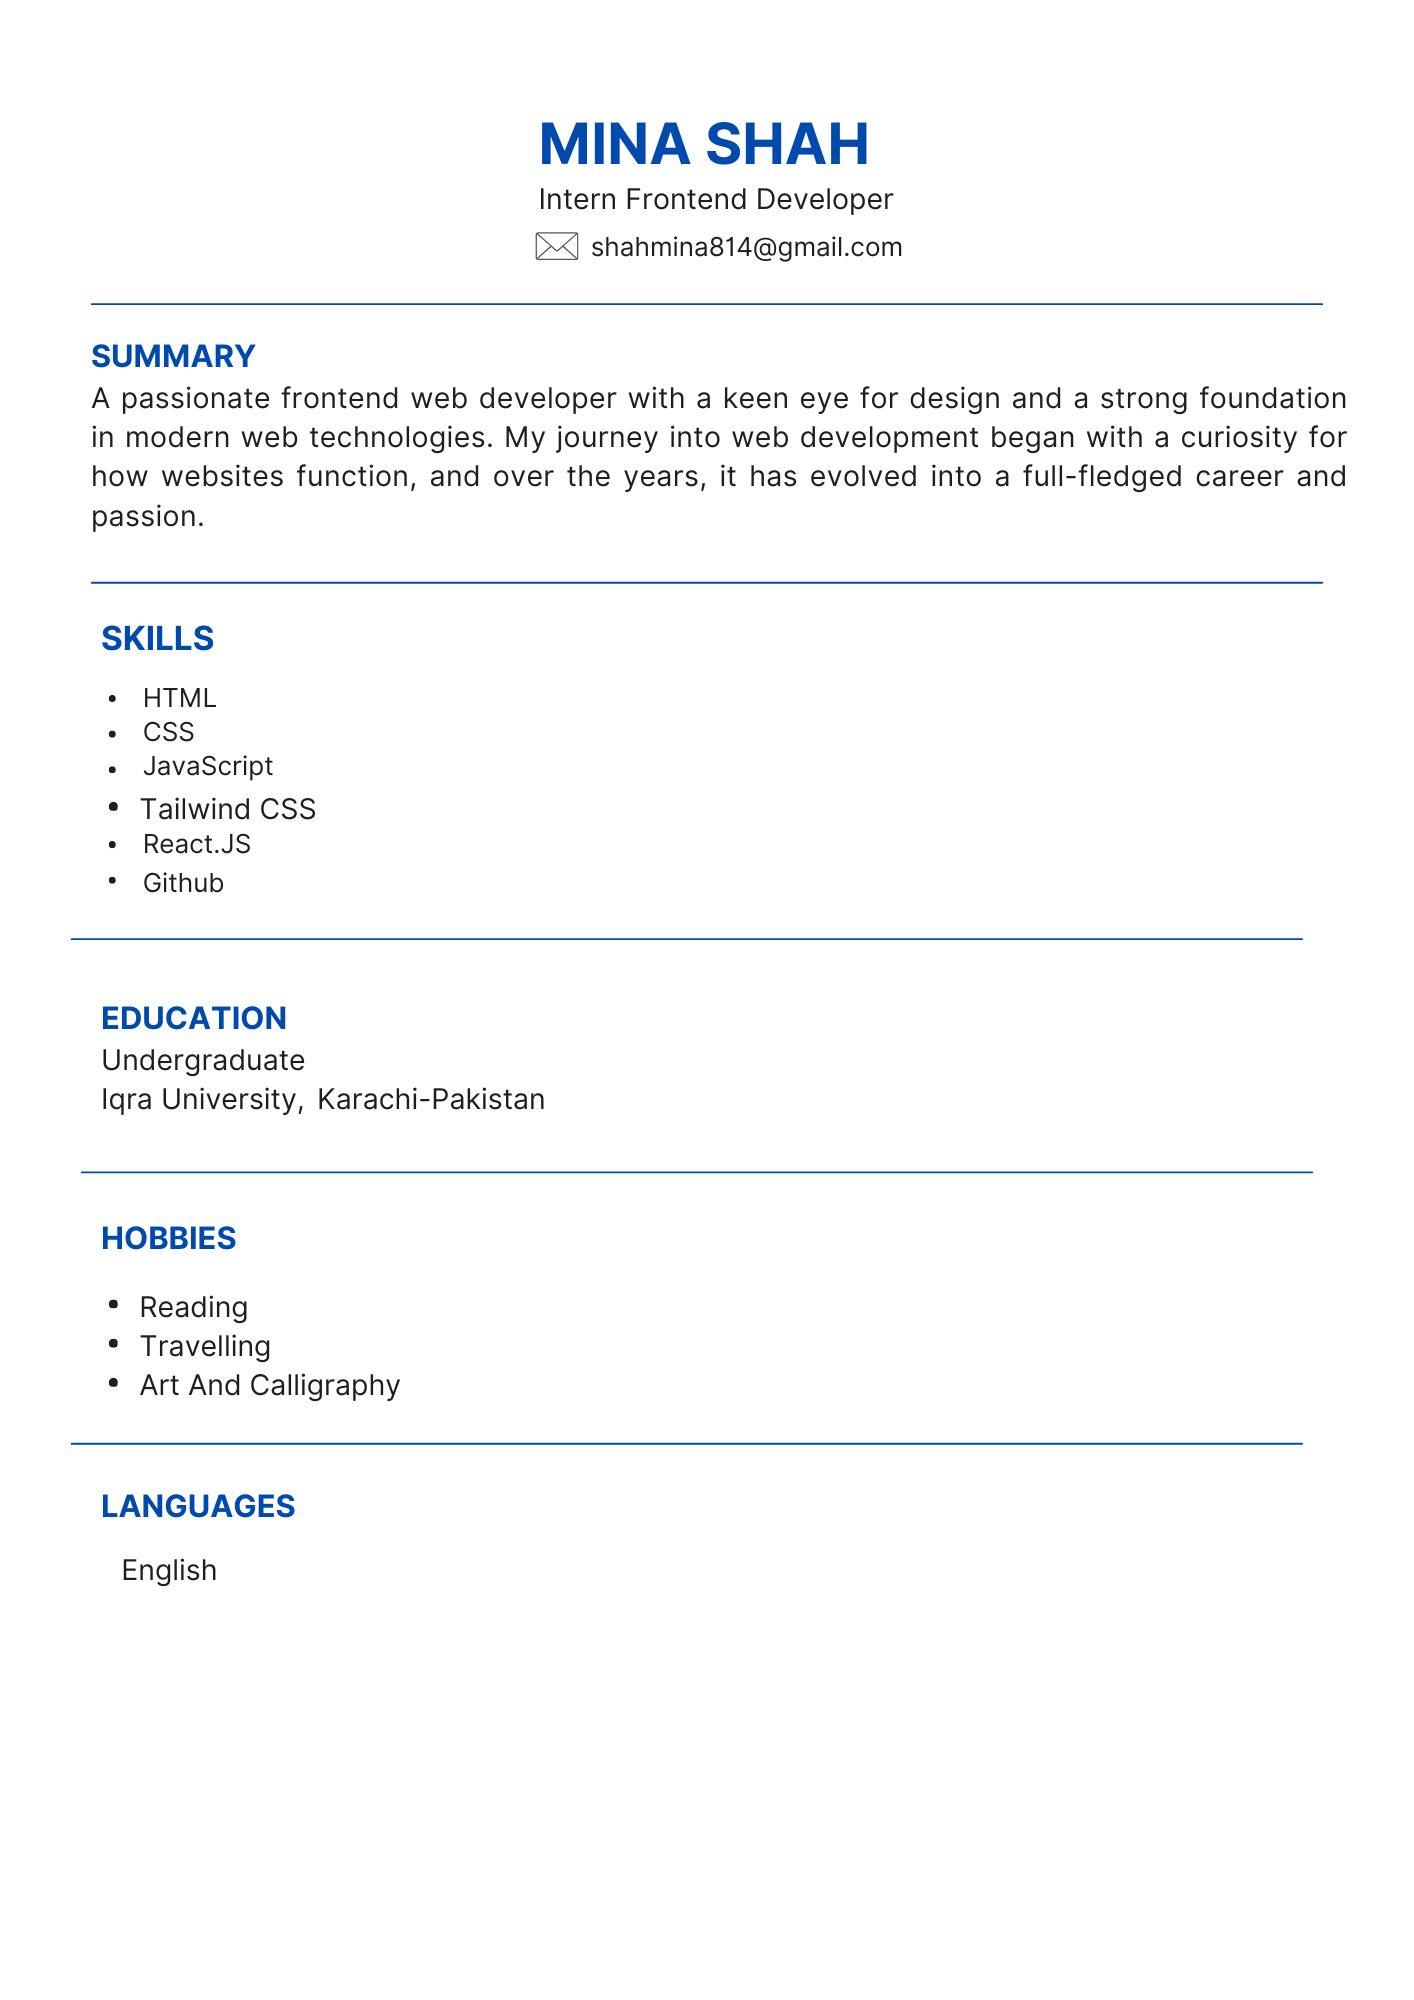 MINA SHAH
Intern Frontend Developer
shahmina814@gmail.com
SUMMARY
A passionate frontend web developer with a keen eye for design and a strong foundation
in modern web technologies. My journey into web development began with a curiosity for
how websites function, and over the years, it has evolved into a full-fledged career and
passion.
SKILLS
• HTML
• CSS
• JavaScript
• Tailwind CSS
• React.JS
• Github
EDUCATION
Undergraduate
Iqra University, Karachi-Pakistan
HOBBIES
• Reading
• Travelling
• Art And Calligraphy
LANGUAGES
English